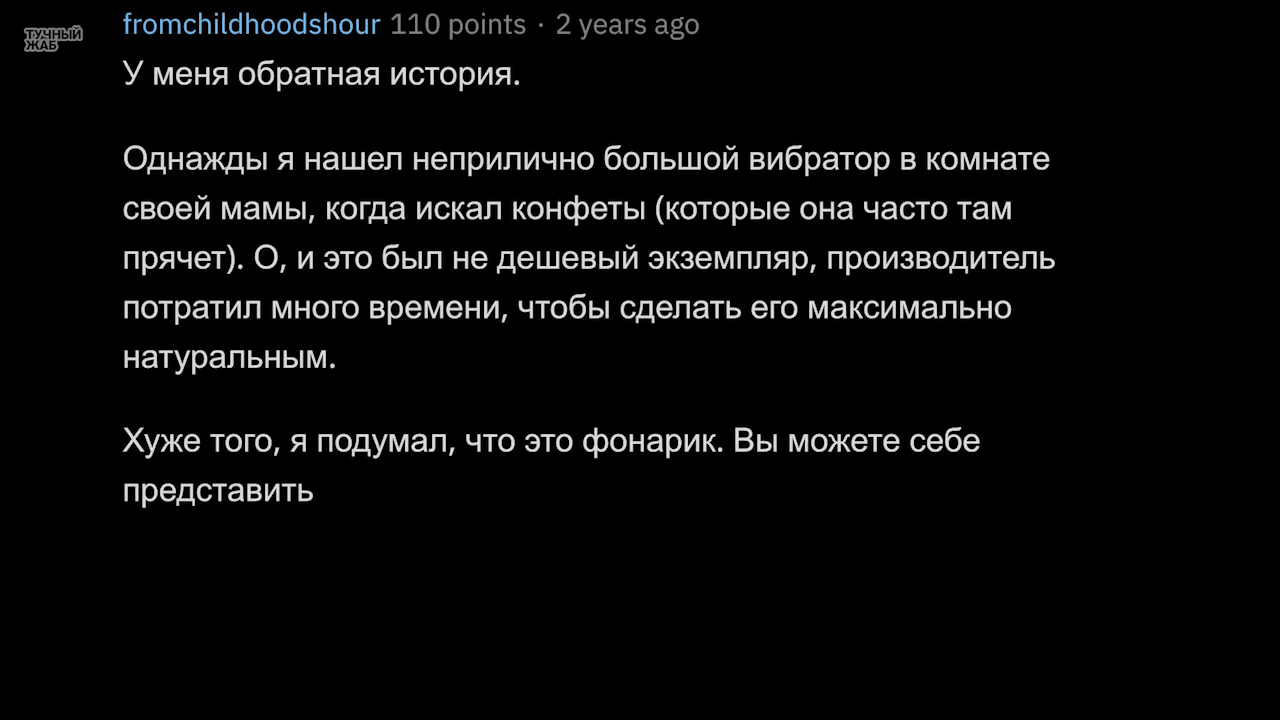 ТУЧНЫЙ
ЖАБ
fromchildhoodshour 110 points · 2 years ago
У меня обратная история.
Однажды я нашел неприлично большой вибратор в комнате
своей мамы, когда искал конфеты (которые она часто там
прячет). О, и это был не дешевый экземпляр, производитель
потратил много времени, чтобы сделать его максимально
натуральным.
Хуже того, я подумал, что это фонарик. Вы можете себе
представить